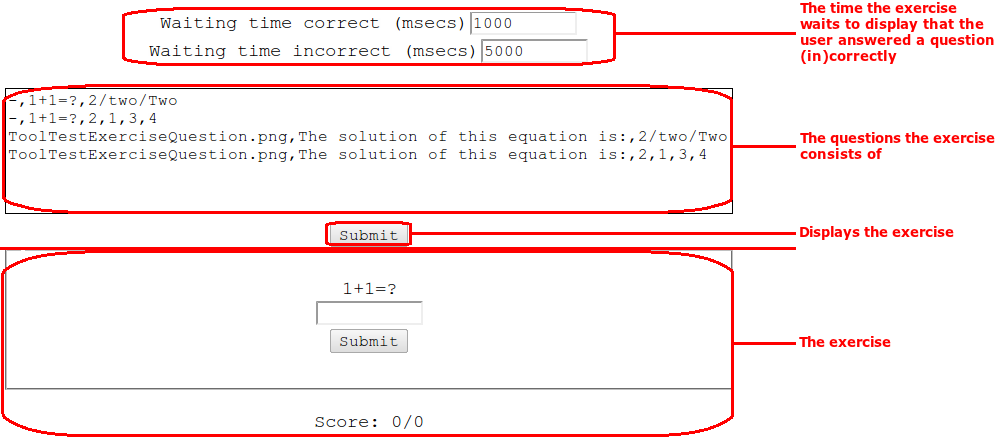 Waiting time correct (msecs) 1000
Waiting time incorrect (msecs) 5000
The time the exercise
waits to display that the
user answered a question
(in)correctly
-,1+1=?,2/two/Two
-,1+1=?,2,1,3,4
ToolTestExerciseQuestion.png,The solution of this equation is:,2/two/Two
ToolTestExerciseQuestion.png,The solution of this equation is:,2,1,3,4
The questions the exercise
consists of
Submit
Displays the exercise
1+1=?
Submit
The exercise
Score: 0/0